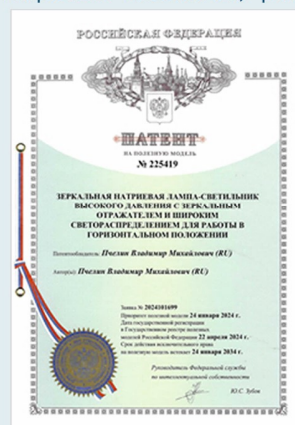 РОССИЙСКАЯ ФЕДЕРАЦИЯ
ПАТЕНТ
НА ПОЛЕЗНУЮ МОДЕЛЬ
№ 225419
ЗЕРКАЛЬНАЯ НАТРИЕВАЯ ЛАМПА-СВЕТИЛЬНИК
ВЫСОКОГО ДАВЛЕНИЯ С ЗЕРКАЛЬНЫМ
ОТРАЖАТЕЛЕМ И ШИРОКИМ
СВЕТОРАСПРЕДЕЛЕНИЕМ ДЛЯ РАБОТЫ В
ГОРИЗОНТАЛЬНОМ ПОЛОЖЕНИИ
Патентообладатель: Пчелин Владимир Михайлович (RU)
Автор(ы): Пчелин Владимир Михайлович (RU)
Заявка № 2024101699
Приоритет полезной модели 24 января 2024 г.
Дата государственной регистрации
в Государственном реестре полезных
моделей Российской Федерации 22 апреля 2024 г.
Срок действия исключительного права
на полезную модель истекает 24 января 2034 г.
Руководитель Федеральной службы
по интеллектуальной собственности
Ю.С. Зубов